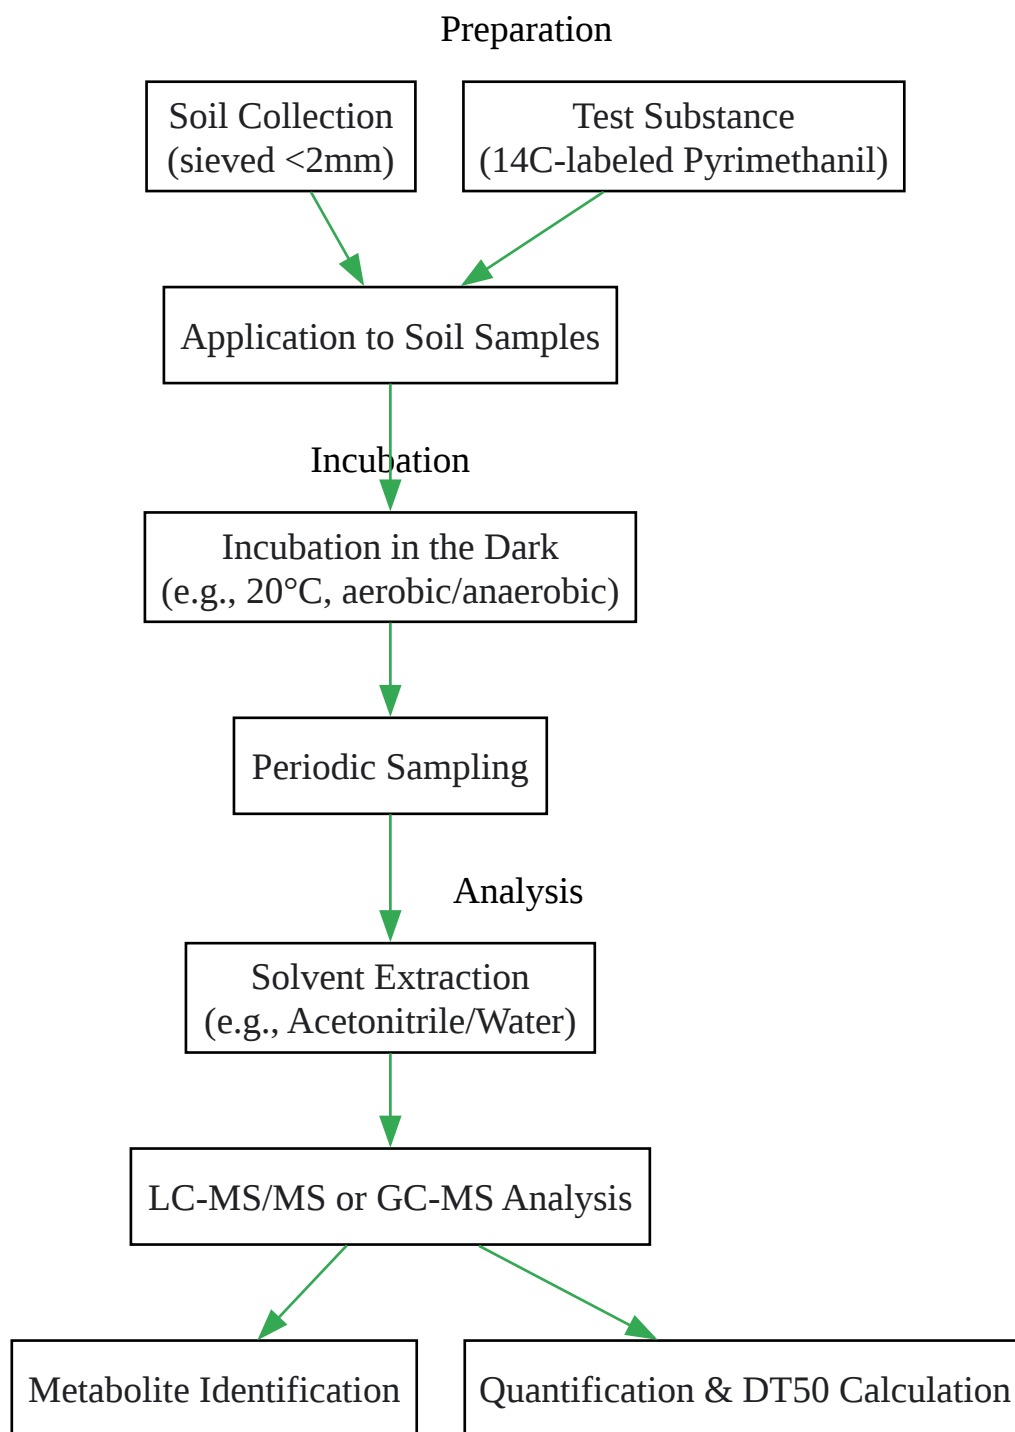 Preparation
Soil Collection
(sieved <2mm)
Test Substance
(14C-labeled Pyrimethanil)
Application to Soil Samples
Incubation
Incubation in the Dark
(e.g., 20°C, aerobic/anaerobic)
Periodic Sampling
Analysis
Solvent Extraction
(e.g., Acetonitrile/Water)
LC-MS/MS or GC-MS Analysis
Metabolite Identification
Quantification & DT50 Calculation